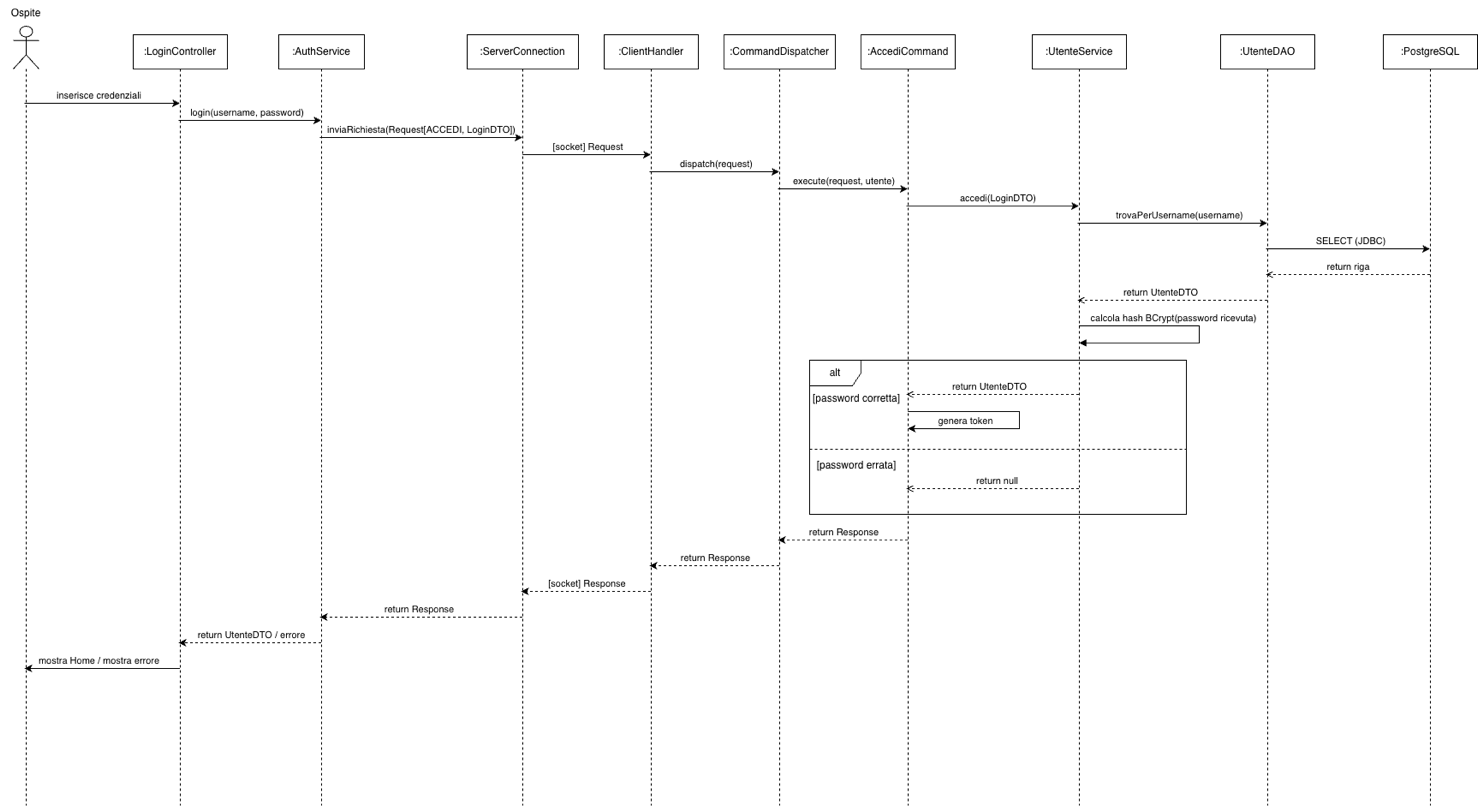 Ospite
:LoginController
:AuthService
:ServerConnection
:ClientHandler
:CommandDispatcher
:AccediCommand
:UtenteService
:UtenteDAO
:PostgreSQL
inserisce credenziali
login(username, password)
inviaRichiesta(Request[ACCEDI, LoginDTO])
[socket] Request
dispatch(request)
execute(request, utente)
accedi(LoginDTO)
trovaPerUsername(username)
SELECT (JDBC)
return riga
return UtenteDTO
calcola hash BCrypt(password ricevuta)
alt
return UtenteDTO
[password corretta]
genera token
[password errata]
return null
return Response
return Response
[socket] Response
return Response
return UtenteDTO / errore
mostra Home / mostra errore